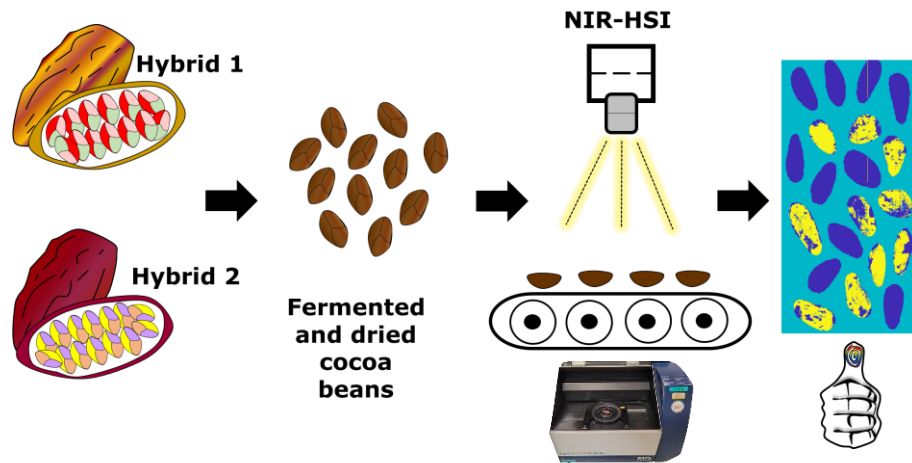 NIR-HSI
Hybrid 1
Hybrid 2
Fermented
and dried
cocoa
beans